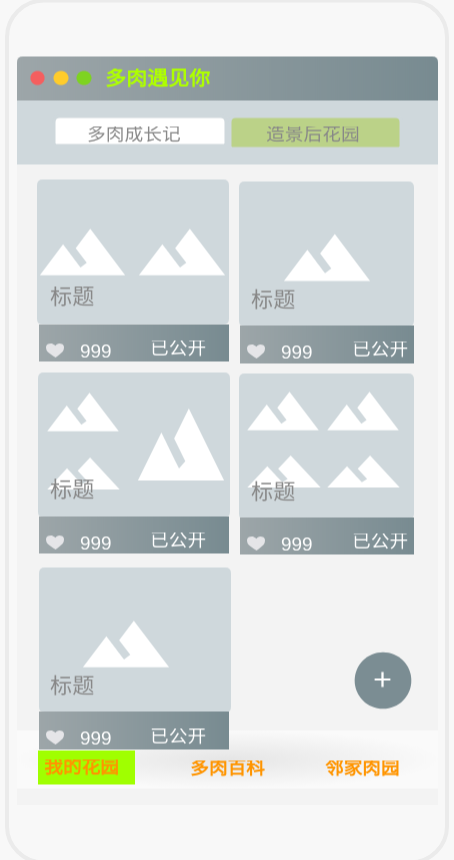 多肉遇见你
多肉成长记 造景后花园
标题 标题
999 已公开 999 已公开
标题 标题
999 已公开 999 已公开
标题
999 已公开
+
我的花园 多肉百科 邻家肉园